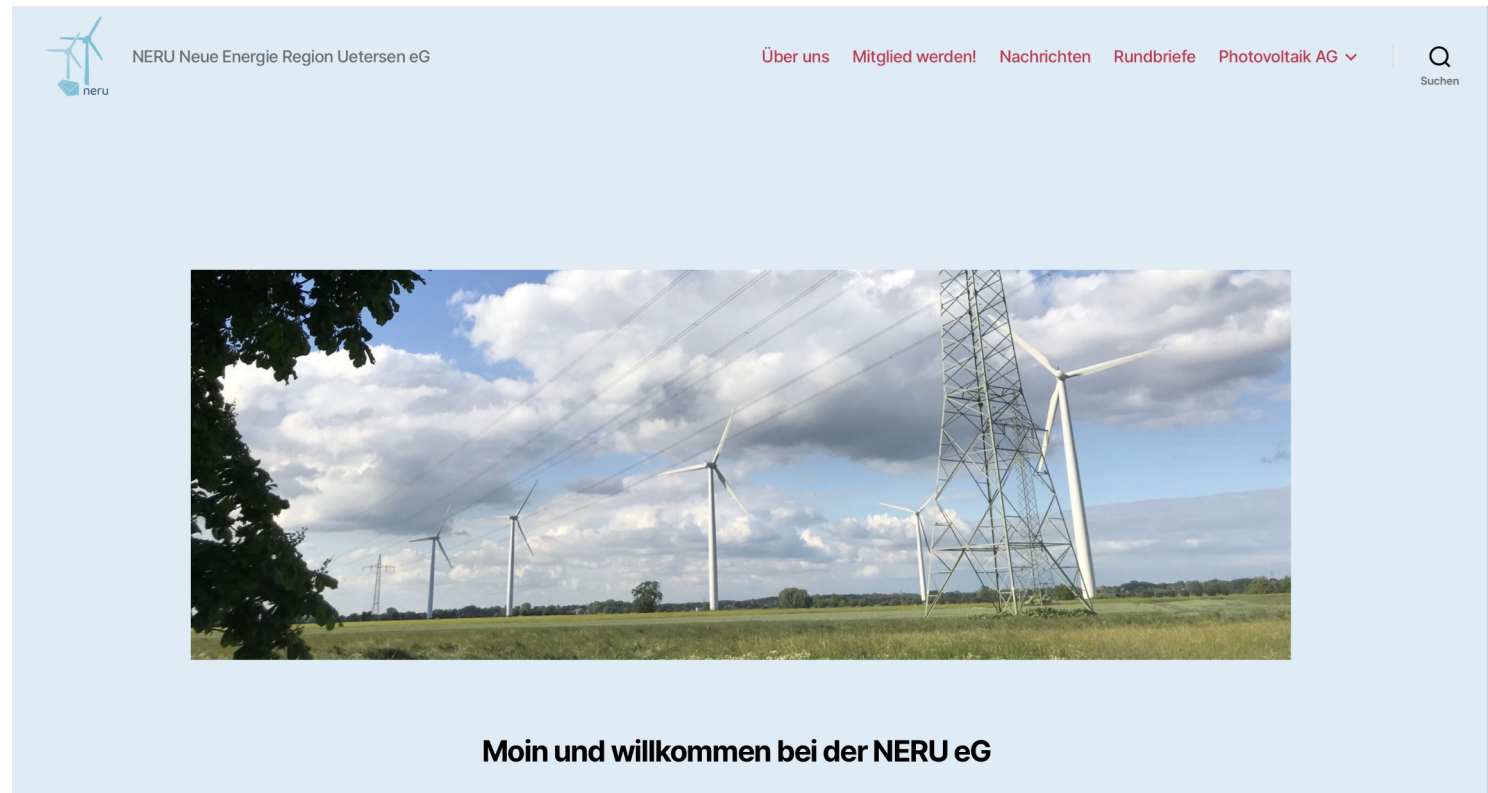 neru
NERU Neue Energie Region Uetersen eG
Über uns Mitglied werden! Nachrichten Rundbriefe Photovoltaik AG
Suchen
Moin und willkommen bei der NERU eG